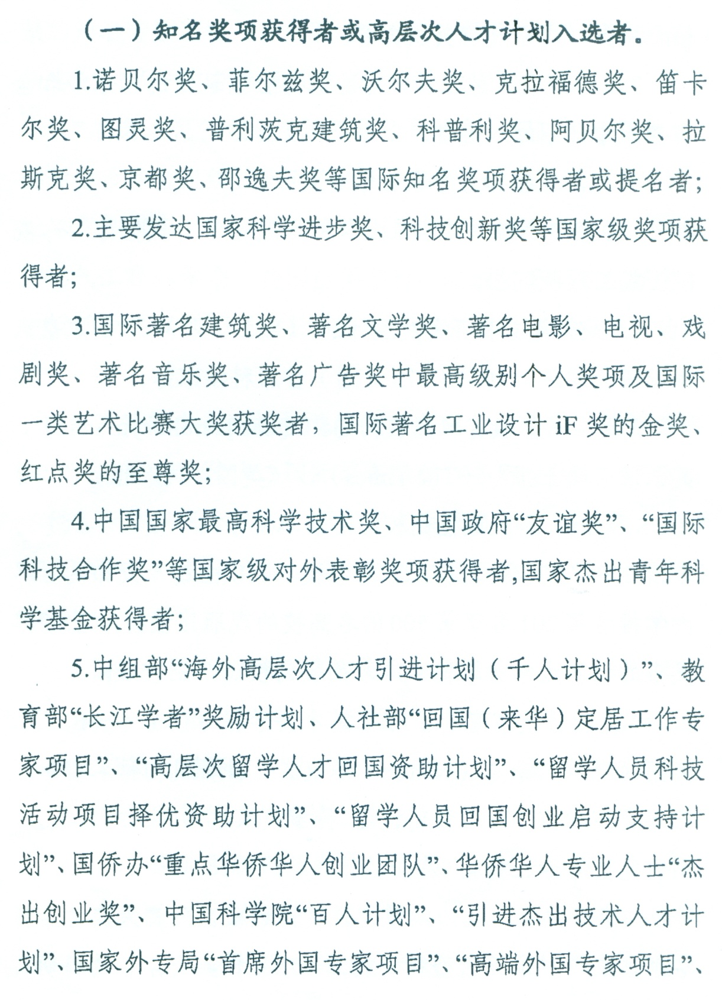 （一）知名奖项获得者或高层次人才计划入选者。
1.诺贝尔奖、菲尔兹奖、沃尔夫奖、克拉福德奖、笛卡
尔奖、图灵奖、普利茨克建筑奖、科普利奖、阿贝尔奖、拉
斯克奖、京都奖、邵逸夫奖等国际知名奖项获得者或提名者;
2.主要发达国家科学进步奖、科技创新奖等国家级奖项获
得者;
3.国际著名建筑奖、著名文学奖、著名电影、电视、戏
剧奖、著名音乐奖、著名广告奖中最高级别个人奖项及国际
一类艺术比赛大奖获奖者，国际著名工业设计 iF 奖的金奖、
红点奖的至尊奖;
4.中国国家最高科学技术奖、中国政府“友谊奖”、“国际
科技合作奖”等国家级对外表彰奖项获得者,国家杰出青年科
学基金获得者;
5.中组部“海外高层次人才引进计划（千人计划）”、教
育部“长江学者”奖励计划、人社部“回国（来华）定居工作专
家项目”、“高层次留学人才回国资助计划”、“留学人员科技
活动项目择优资助计划”、“留学人员回国创业启动支持计
划”、国侨办“重点华侨华人创业团队”、华侨华人专业人士“杰
出创业奖”、中国科学院“百人计划”、“引进杰出技术人才计
划”、国家外专局“首席外国专家项目”、“高端外国专家项目”、